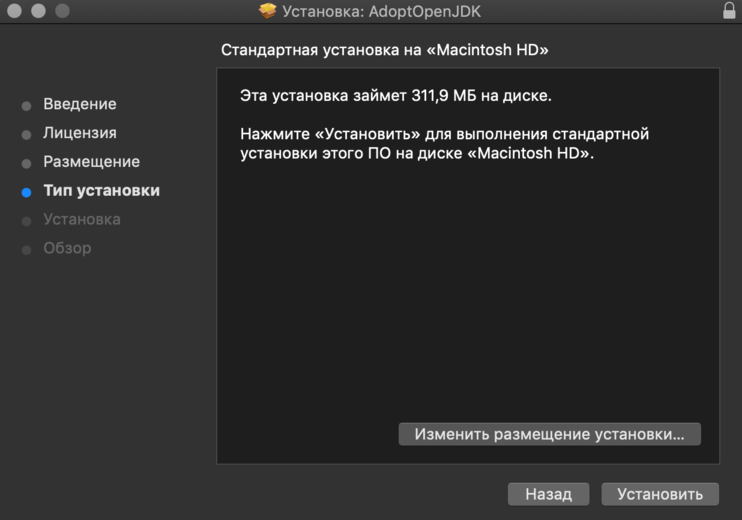 Установка: AdoptOpenJDK
Стандартная установка на «Macintosh HD»
Введение
Лицензия
Размещение
Тип установки
Установка
Обзор
Эта установка займет 311,9 МБ на диске.
Нажмите «Установить» для выполнения стандартной
установки этого ПО на диске «Macintosh HD».
Изменить размещение установки...
Назад
Установить